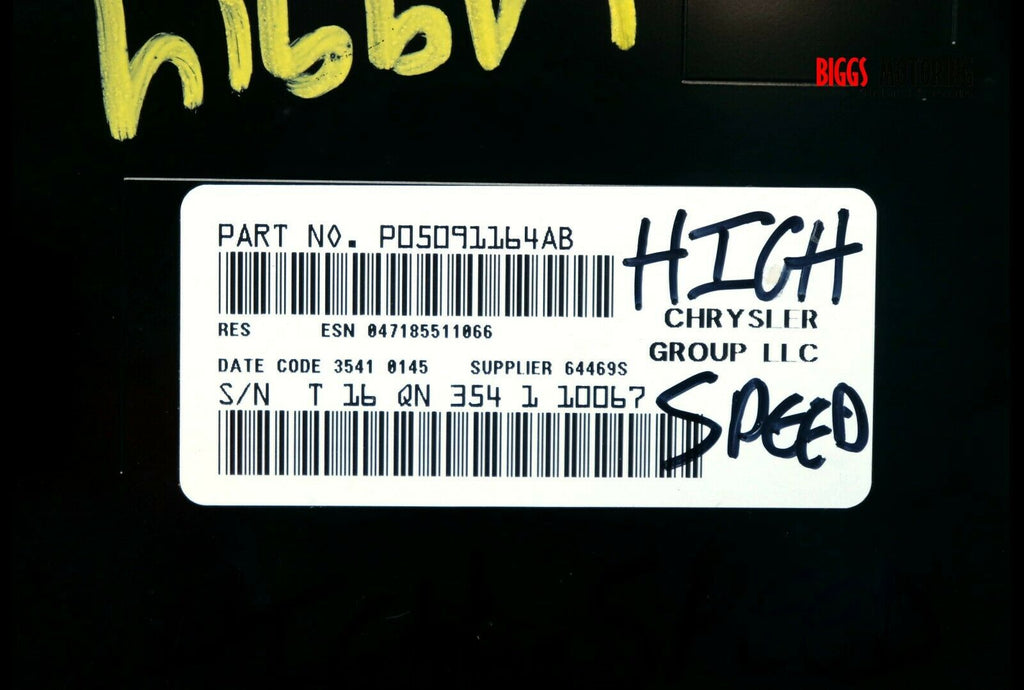 BIGGS MOTORING
PART NO. P05091164AB
HIGH
CHRYSLER
GROUP LLC
RES ESN 047185511066
DATE CODE 3541 0145 SUPPLIER 64469S
S/N T 16 QN 354 1 10067
SPEED